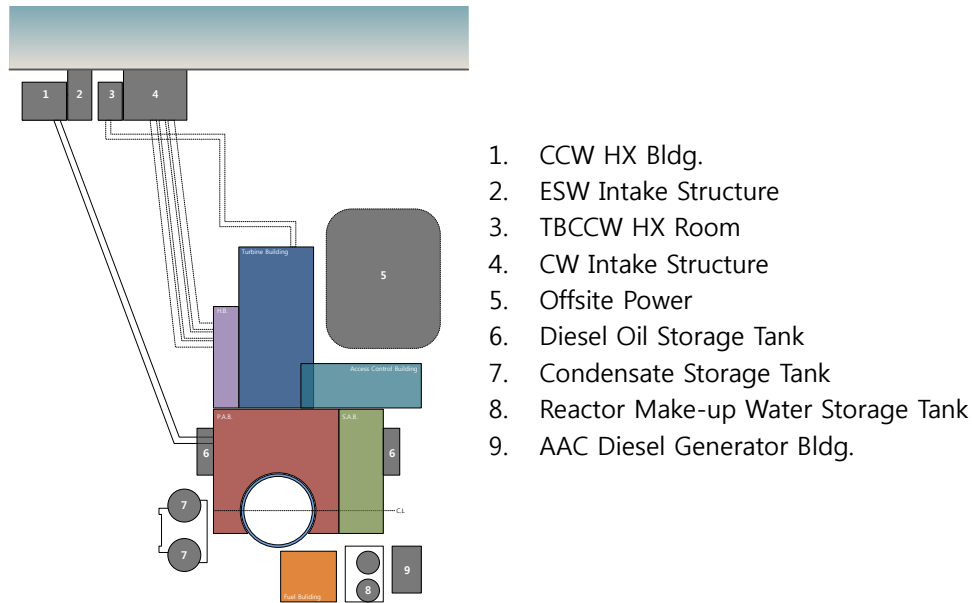 1
2
3
4
1. CCW HX Bldg.
2. ESW Intake Structure
3. TBCCW HX Room
4. CW Intake Structure
5. Offsite Power
6. Diesel Oil Storage Tank
7. Condensate Storage Tank
8. Reactor Make-up Water Storage Tank
9. AAC Diesel Generator Bldg.
Turbine Building
5
H.B.
Access Control Building
P.A.B.
S.A.B.
6
6
7
C.L
7
9
8
Fuel Building